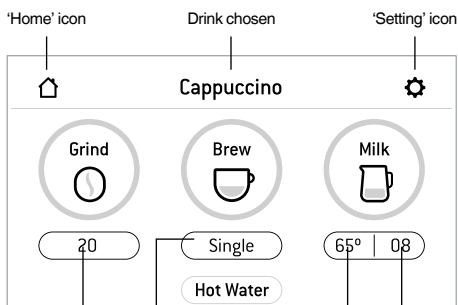 ‘Home’ icon Drink chosen ‘Setting’ icon
Cappuccino
Grind Brew Milk
20 Single 65º | 08
Hot Water